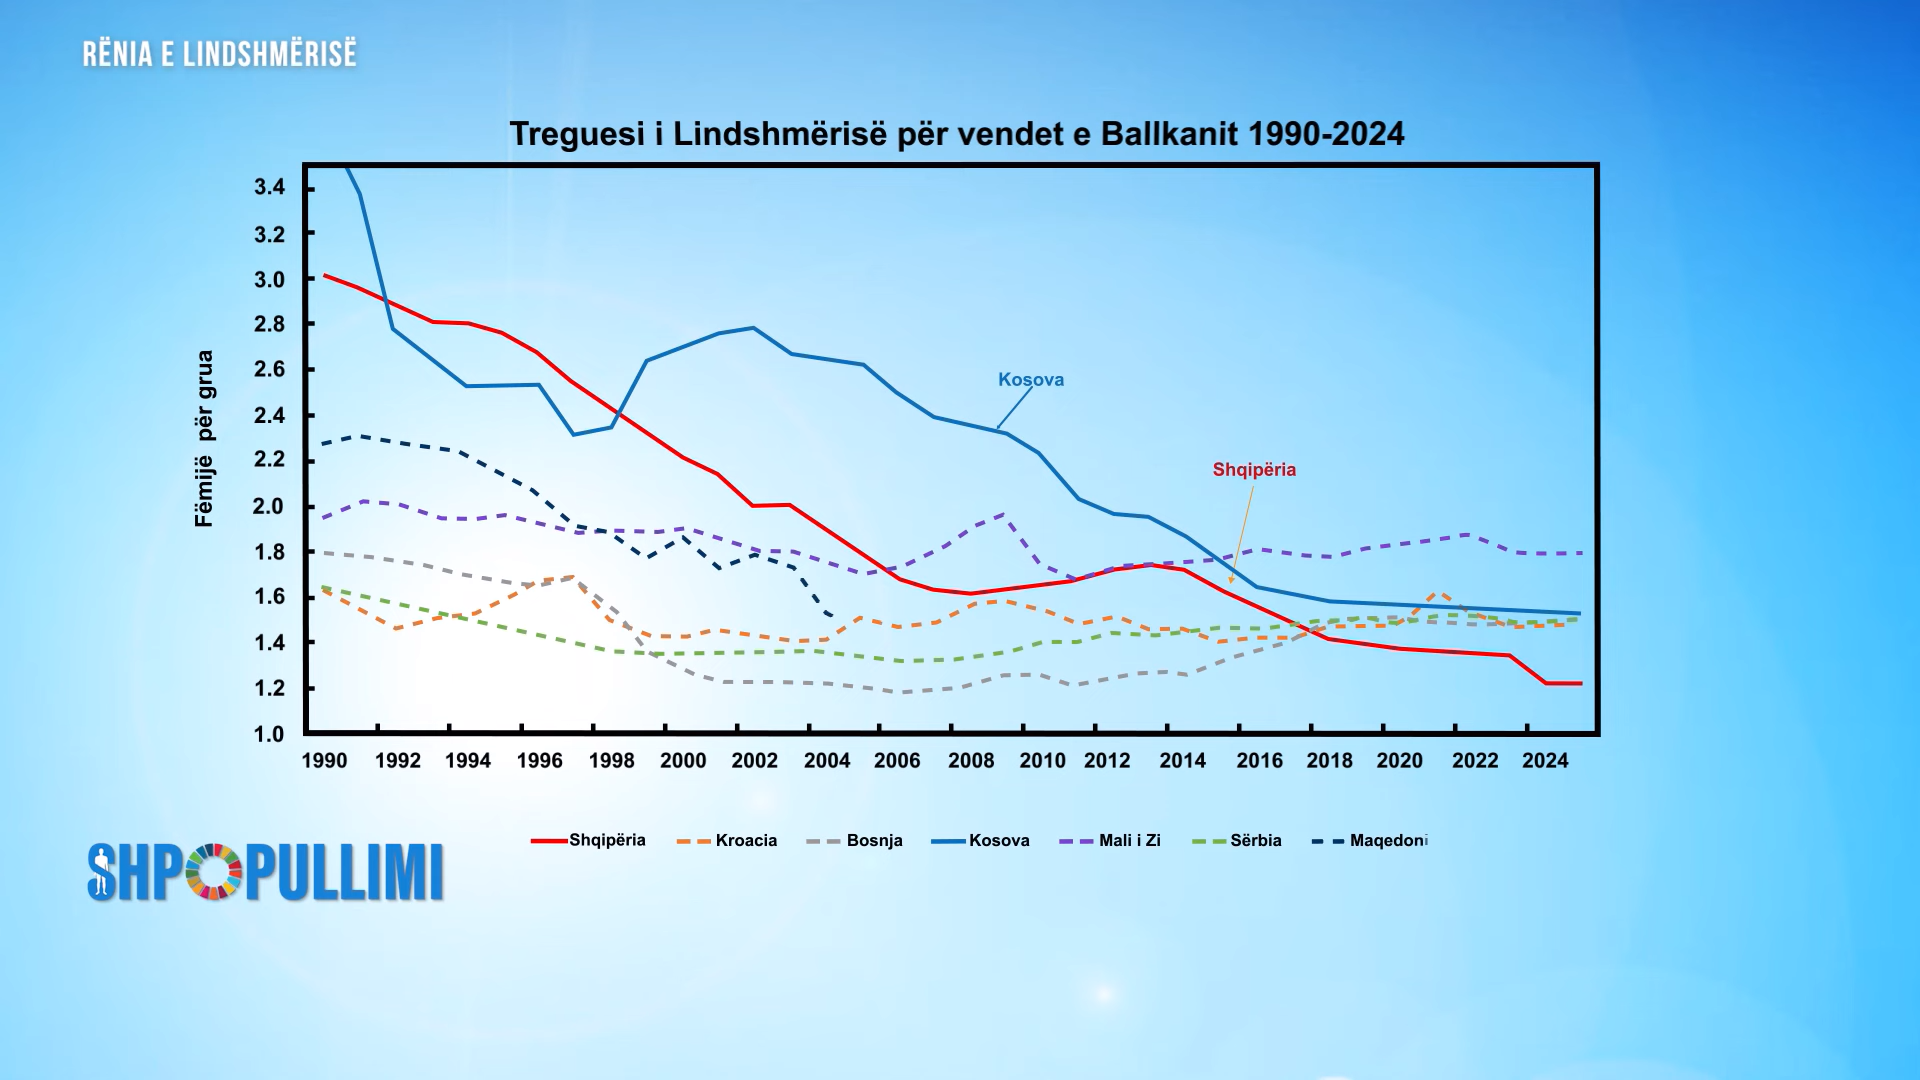 RËNIA E LINDSHMËRISË
Treguesi i Lindshmërisë për vendet e Ballkanit 1990-2024
Fëmijë për grua
3.4
3.2
3.0
2.8
2.6
2.4
2.2
2.0
1.8
1.6
1.4
1.2
1.0
Kosova
Shqipëria
1990 1992 1994 1996 1998 2000 2002 2004 2006 2008 2010 2012 2014 2016 2018 2020 2022 2024
Shqipëria Kroacia Bosnja Kosova Mali i Zi Sërbia Maqedoni
SHPOPULLIMI